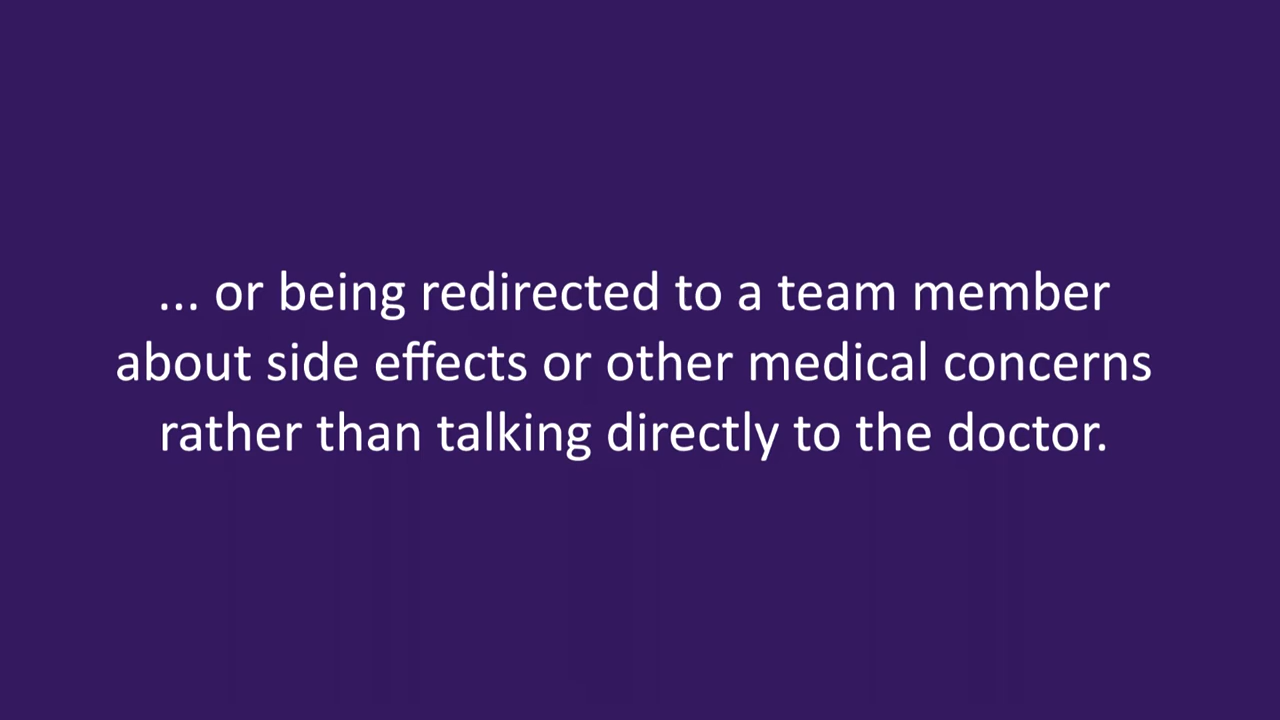 ... or being redirected to a team member
about side effects or other medical concerns
rather than talking directly to the doctor.